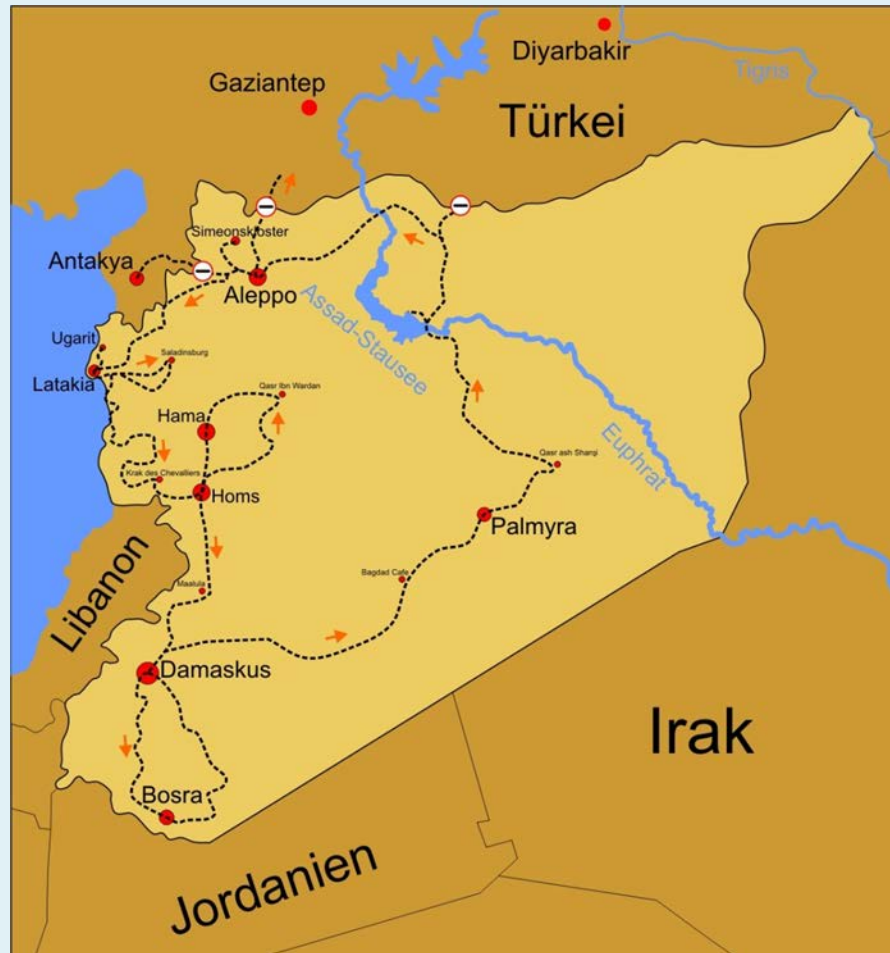 Diyarbakir
Tigris
Gaziantep
Türkei
Simeonskloster
Antakya
Aleppo
Assad-Stausee
Ugarit
Saladinsburg
Latakia
Qasr Ibn Wardan
Hama
Euphrat
Qasr ash Sharqi
Krak des Chevalliers
Homs
Palmyra
Libanon
Bagdad Cafe
Maalula
Damaskus
Irak
Bosra
Jordanien